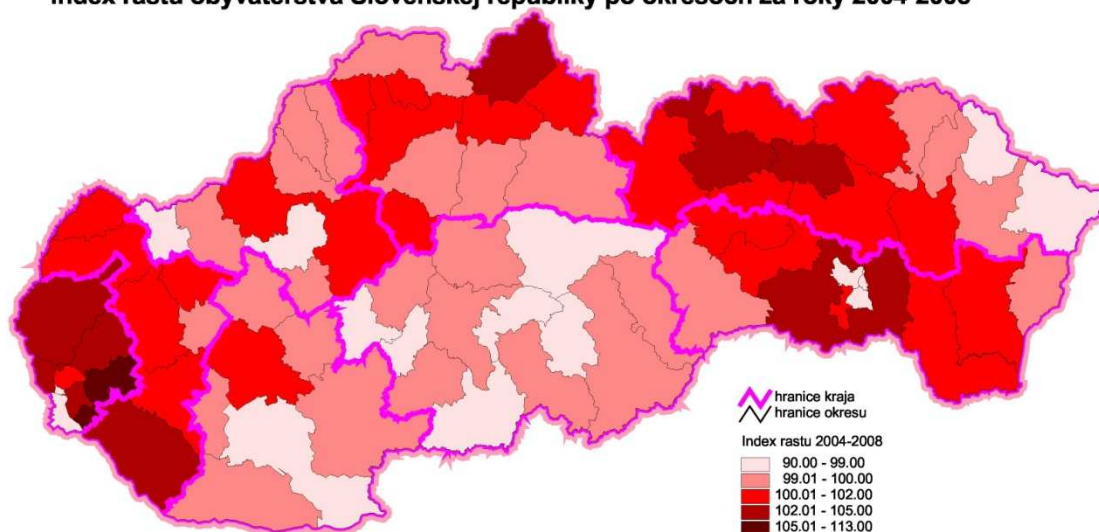 Index rastu obyvateľstva Slovenskej republiky po okresoch za roky 2004-2008
hranice kraja
hranice okresu
Index rastu 2004-2008
90.00 - 99.00
99.01 - 100.00
100.01 - 102.00
102.01 - 105.00
105.01 - 113.00